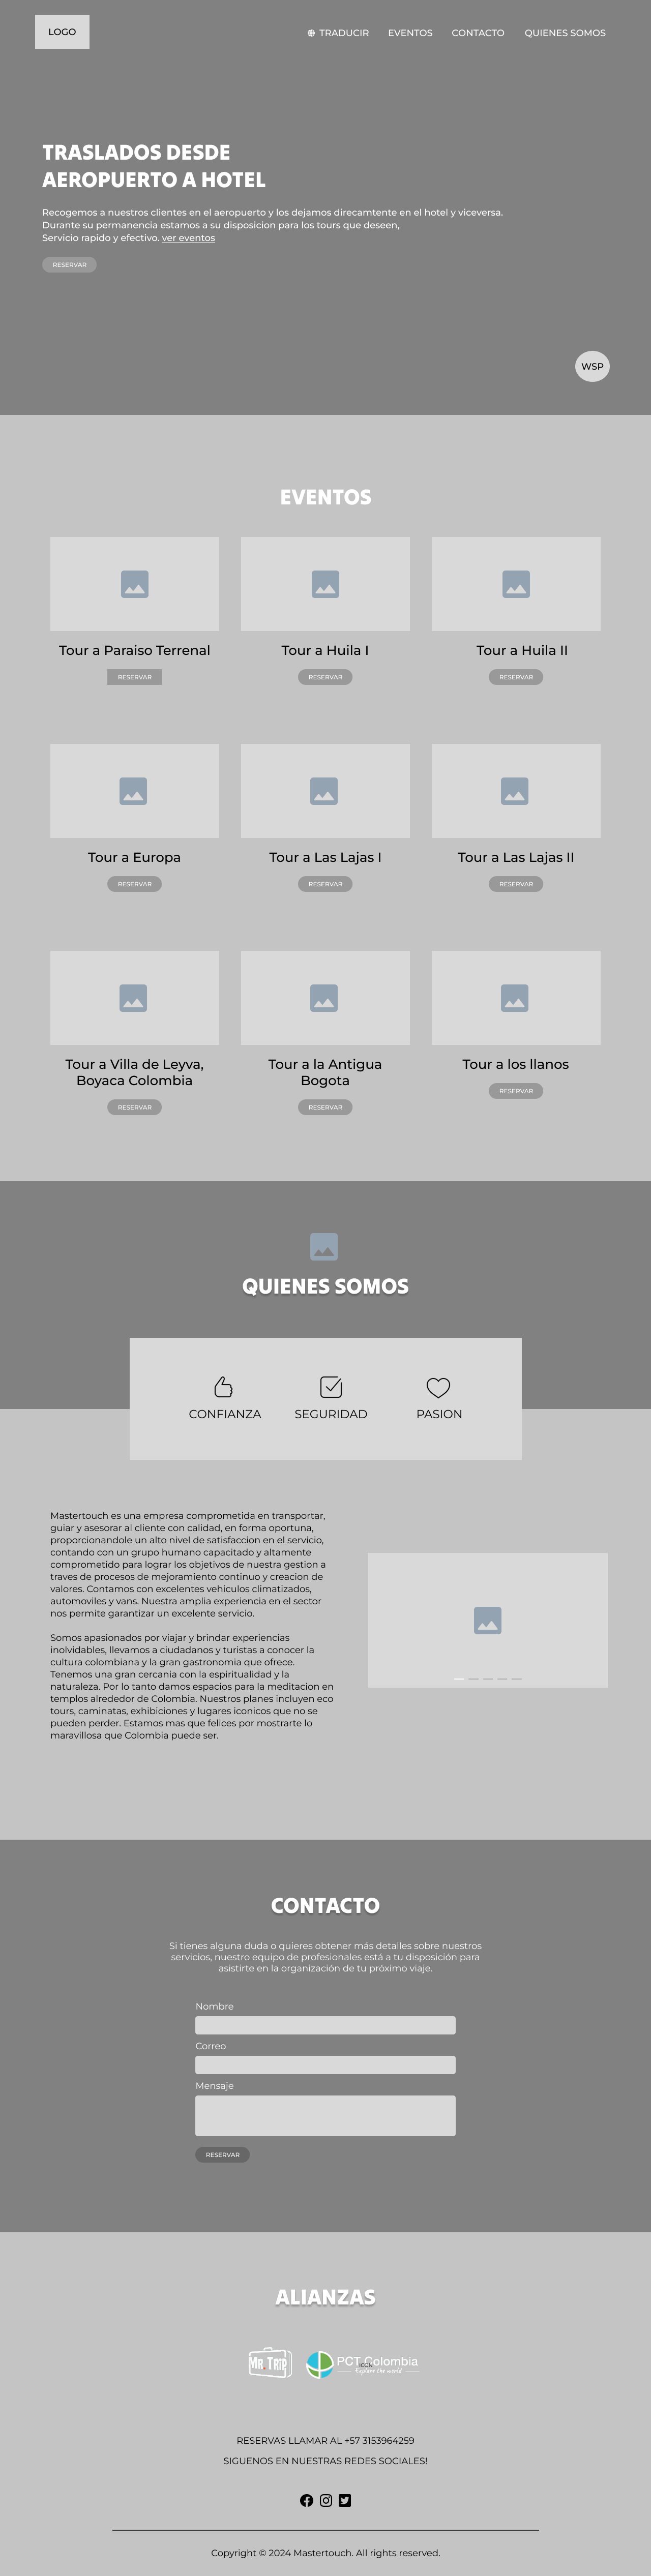 LOGO
TRADUCIR EVENTOS CONTACTO QUIENES SOMOS
TRASLADOS DESDE
AEROPUERTO A HOTEL
Recogemos a nuestros clientes en el aeropuerto y los dejamos direcamtente en el hotel y viceversa.
Durante su permanencia estamos a su disposicion para los tours que deseen,
Servicio rapido y efectivo. ver eventos
RESERVAR
WSP
EVENTOS
Tour a Paraiso Terrenal
RESERVAR
Tour a Huila I
RESERVAR
Tour a Huila II
RESERVAR
Tour a Europa
RESERVAR
Tour a Las Lajas I
RESERVAR
Tour a Las Lajas II
RESERVAR
Tour a Villa de Leyva,
Boyaca Colombia
RESERVAR
Tour a la Antigua
Bogota
RESERVAR
Tour a los llanos
RESERVAR
QUIENES SOMOS
CONFIANZA
SEGURIDAD
PASION
Mastertouch es una empresa comprometida en transportar,
guiar y asesorar al cliente con calidad, en forma oportuna,
proporcionandole un alto nivel de satisfaccion en el servicio,
contando con un grupo humano capacitado y altamente
comprometido para lograr los objetivos de nuestra gestion a
traves de procesos de mejoramiento continuo y creacion de
valores. Contamos con excelentes vehiculos climatizados,
automoviles y vans. Nuestra amplia experiencia en el sector
nos permite garantizar un excelente servicio.
Somos apasionados por viajar y brindar experiencias
inolvidables, llevamos a ciudadanos y turistas a conocer la
cultura colombiana y la gran gastronomia que ofrece.
Tenemos una gran cercania con la espiritualidad y la
naturaleza. Por lo tanto damos espacios para la meditacion en
templos alrededor de Colombia. Nuestros planes incluyen eco
tours, caminatas, exhibiciones y lugares iconicos que no se
pueden perder. Estamos mas que felices por mostrarte lo
maravillosa que Colombia puede ser.
CONTACTO
Si tienes alguna duda o quieres obtener más detalles sobre nuestros
servicios, nuestro equipo de profesionales está a tu disposición para
asistirte en la organización de tu próximo viaje.
Nombre
Correo
Mensaje
RESERVAR
ALIANZAS
MR. TRIP
PCT Colombia
Explore the world
RESERVAS LLAMAR AL +57 3153964259
SIGUENOS EN NUESTRAS REDES SOCIALES!
Copyright © 2024 Mastertouch. All rights reserved.